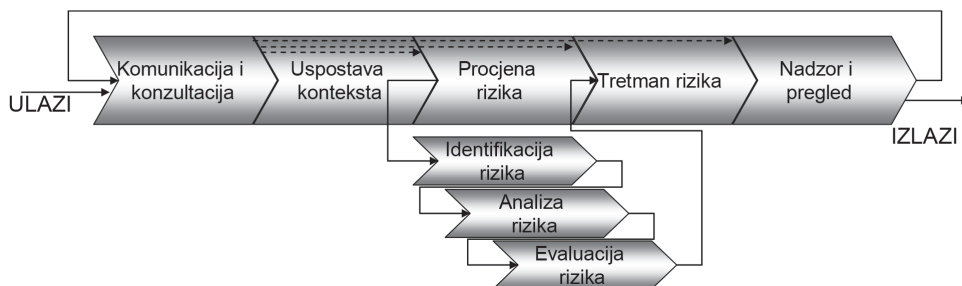 ULAZI
Komunikacija i
konzultacija
Uspostava
konteksta
Procjena
rizika
Tretman rizika
Nadzor i
pregled
IZLAZI
Identifikacija
rizika
Analiza
rizika
Evaluacija
rizika